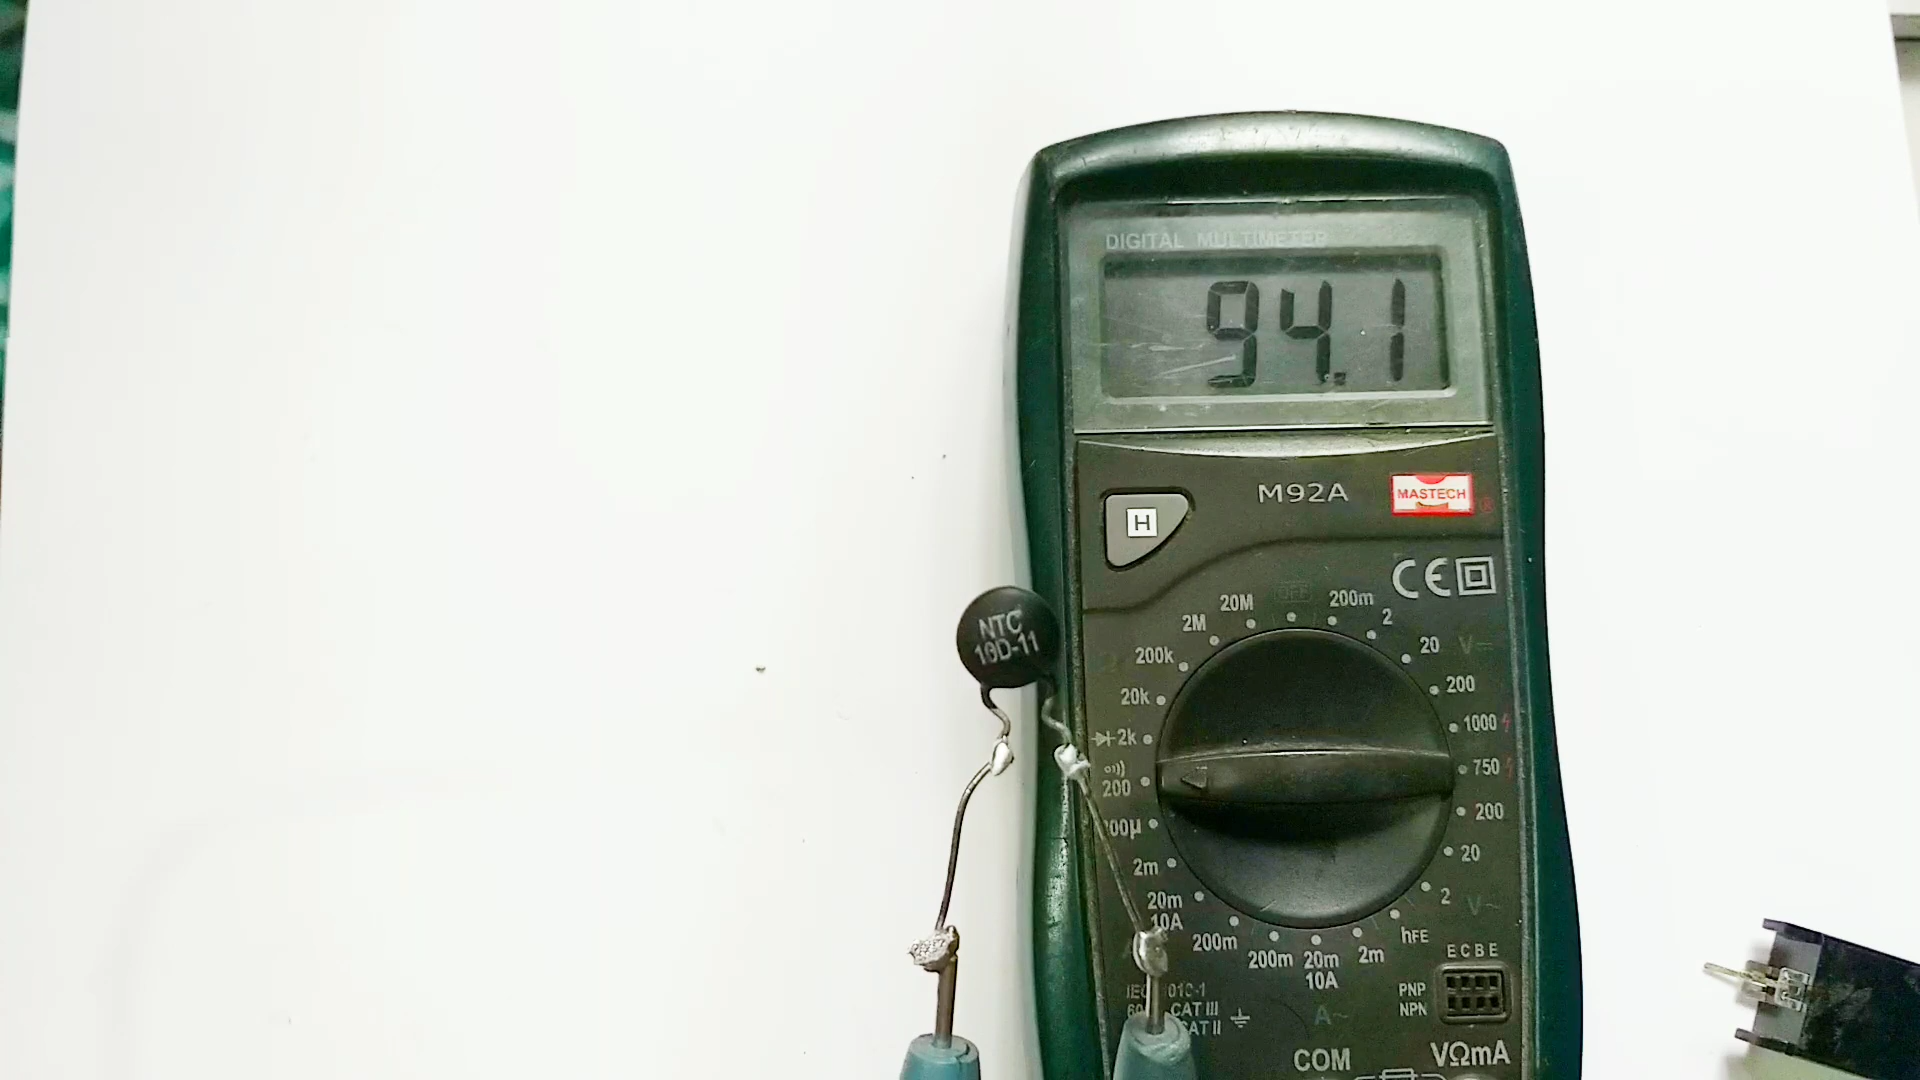 DIGITAL MULTIMETER
94.1
M92A
MASTECH
H
CE
NTC
10D-11
OFF
20M
200m
2M
2
200k
20
V
20k
200
2k
1000
200
750
200
2m
20
20m
10A
2
V~
200m
hFE
200m
20m
10A
2m
E C B E
PNP
NPN
CAT III
CAT II
A~
COM
VΩmA